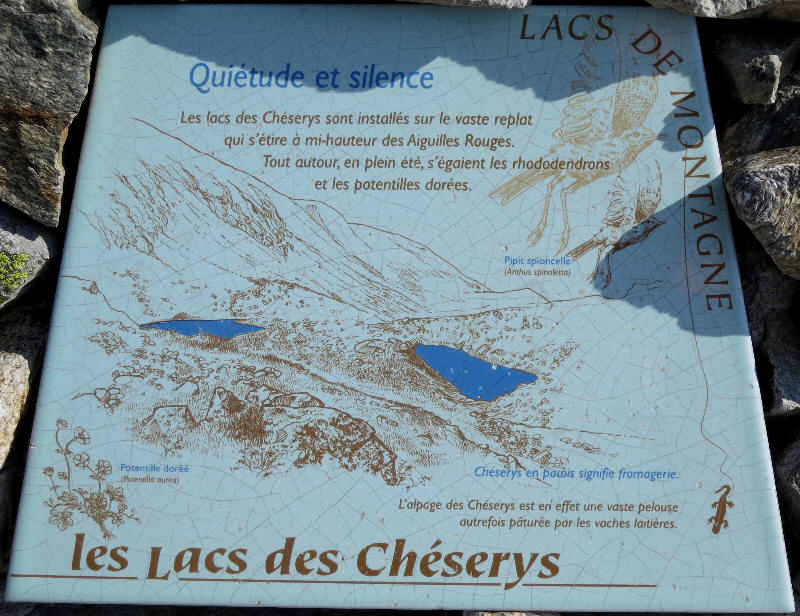 LACS DE MONTAGNE
Quiétude et silence
Les lacs des Chéserys sont installés sur le vaste replat
qui s'étire à mi-hauteur des Aiguilles Rouges.
Tout autour, en plein été, s'égaient les rhododendrons
et les potentilles dorées.
Pipit spioncelle
(Anthus spinoletta)
Potentille dorée
(Potentilla aurea)
Chéserys en patois signifie fromagerie.
L'alpage des Chéserys est en effet une vaste pelouse
autrefois pâturée par les vaches laitières.
les Lacs des Chéserys